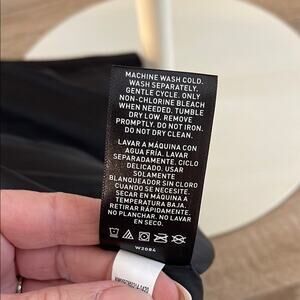 MACHINE WASH COLD.
WASH SEPARATELY.
GENTLE CYCLE. ONLY
NON-CHLORINE BLEACH
WHEN NEEDED. TUMBLE
DRY LOW. REMOVE
PROMPTLY. DO NOT IRON.
DO NOT DRY CLEAN.
LAVAR A MÁQUINA CON
AGUA FRÍA. LAVAR
SEPARADAMENTE. CICLO
DELICADO. USAR
SOLAMENTE
BLANQUEADOR SIN CLORO
CUANDO SE NECESITE.
SECAR EN MÁQUINA A
TEMPERATURA BAJA.
RETIRAR RÁPIDAMENTE.
NO PLANCHAR. NO LAVAR
EN SECO.
W2084